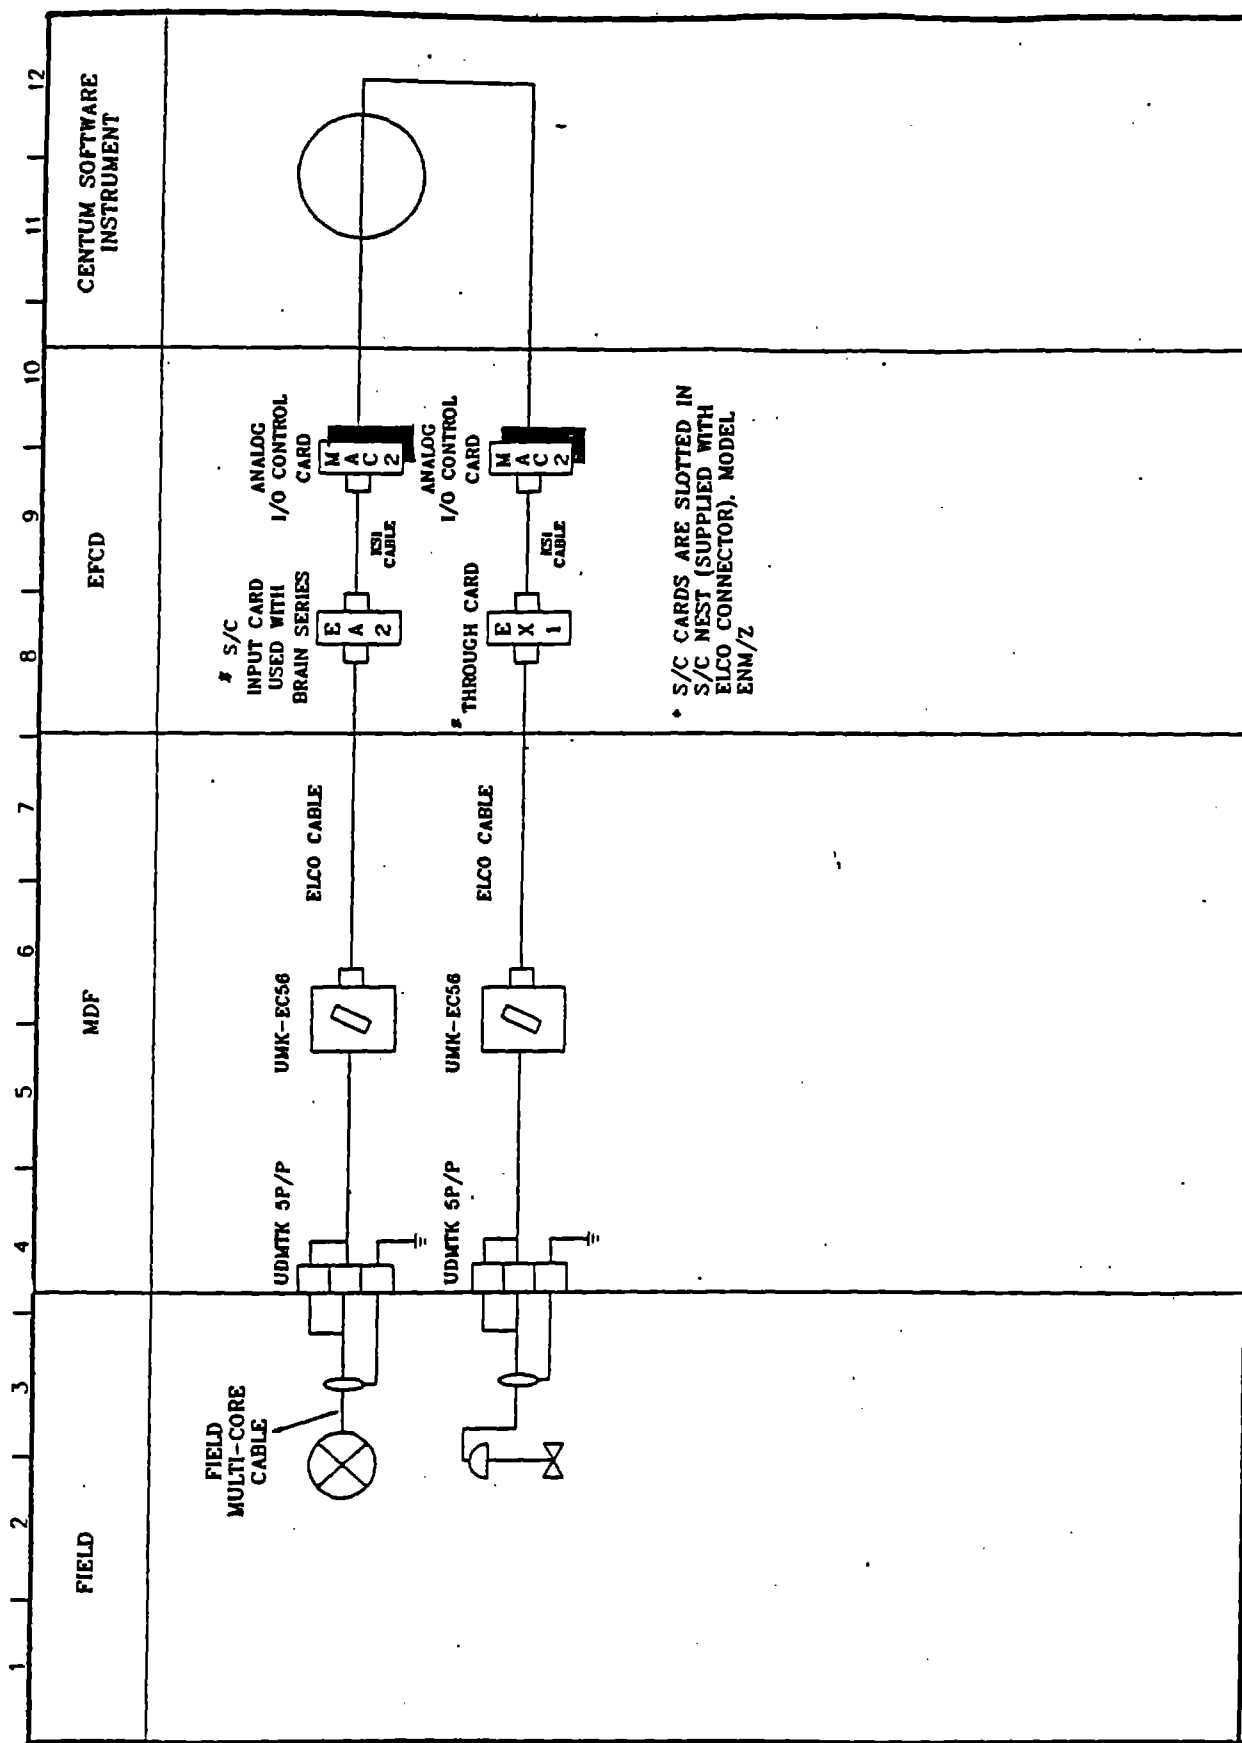 1 2 3 4 5 6 7 8 9 10 11 12
FIELD
MDF
EFCD
CENTUM SOFTWARE
INSTRUMENT
FIELD
MULTI-CORE
CABLE
UDMTK 5P/P
UMK-EC56
ELCO CABLE
* S/C
INPUT CARD
USED WITH
BRAIN SERIES
E
A
2
KS1
CABLE
ANALOG
I/O CONTROL
CARD
M
A
C
2
UDMTK 5P/P
UMK-EC56
ELCO CABLE
* THROUGH CARD
E
X
1
KS1
CABLE
ANALOG
I/O CONTROL
CARD
M
A
C
2
* S/C CARDS ARE SLOTTED IN
S/C NEST (SUPPLIED WITH
ELCO CONNECTOR). MODEL
ENM/Z